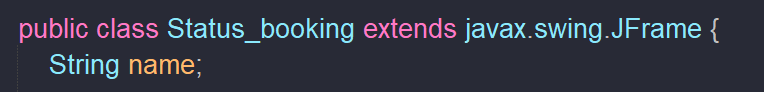 public class Status_booking extends javax.swing.JFrame {
String name;